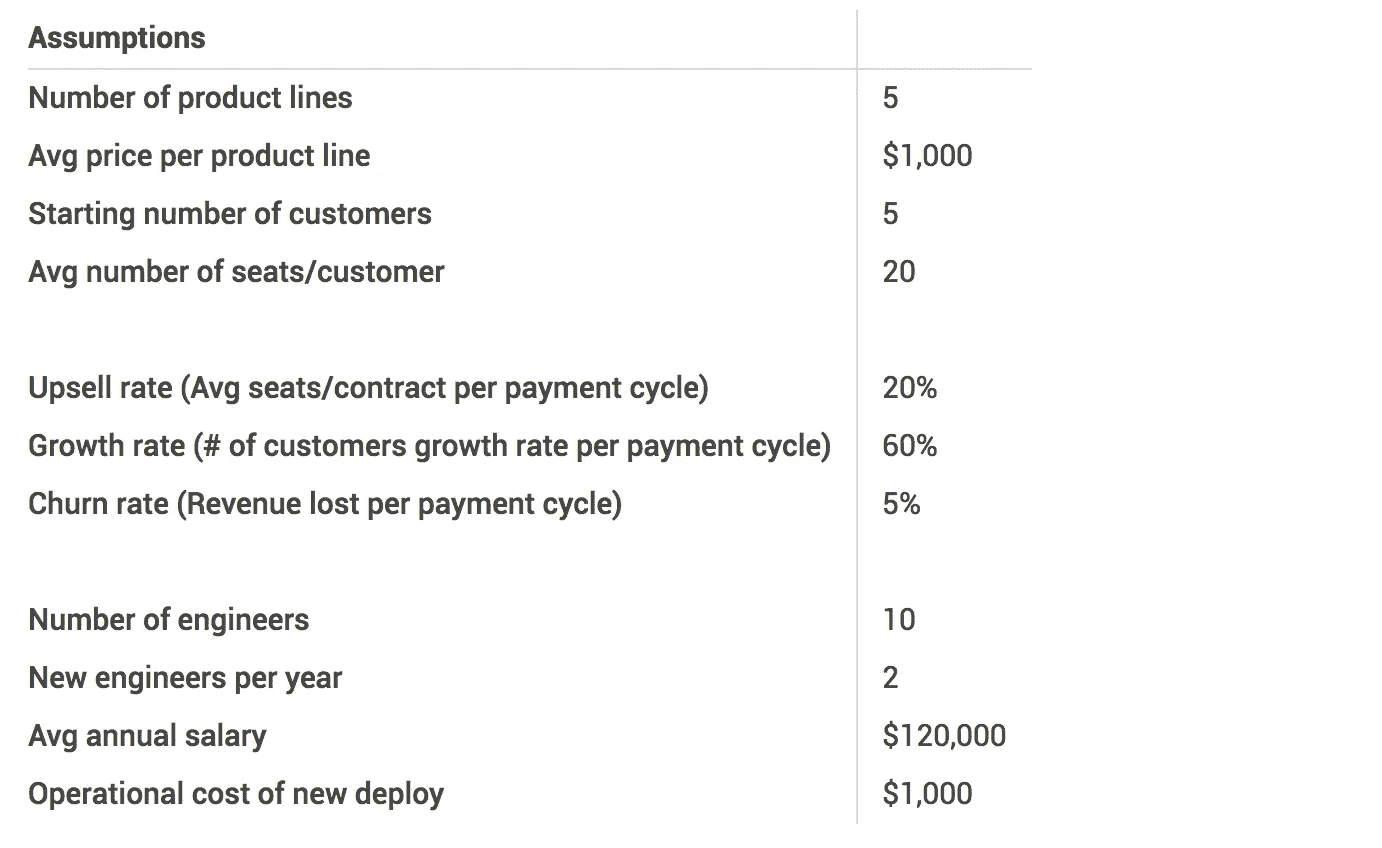 Assumptions
Number of product lines 5
Avg price per product line $1,000
Starting number of customers 5
Avg number of seats/customer 20
Upsell rate (Avg seats/contract per payment cycle) 20%
Growth rate (# of customers growth rate per payment cycle) 60%
Churn rate (Revenue lost per payment cycle) 5%
Number of engineers 10
New engineers per year 2
Avg annual salary $120,000
Operational cost of new deploy $1,000